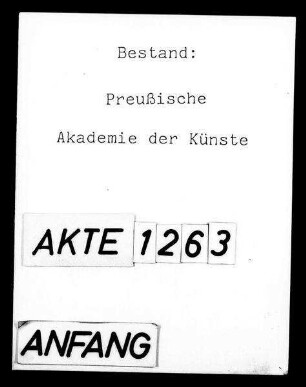 Bestand:
Preußische
Akademie der Künste
AKTE 1263
ANFANG